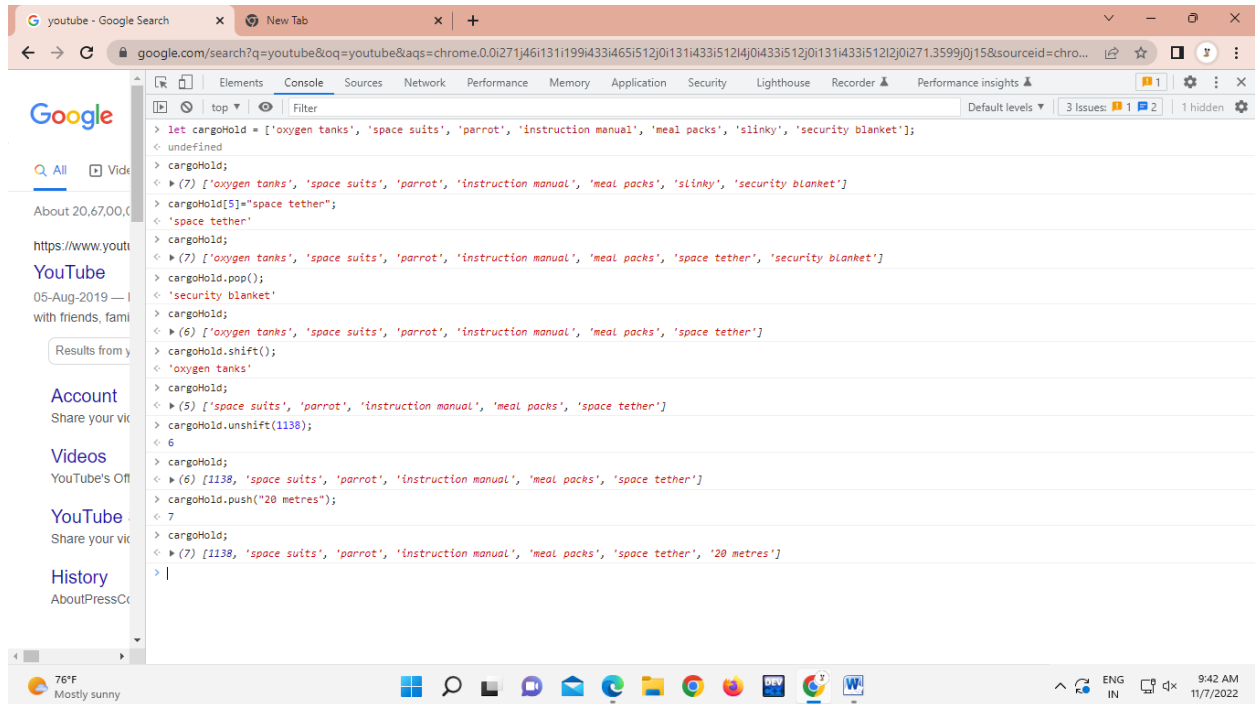 youtube - Google Search
New Tab
google.com/search?q=youtube&oq=youtube&aqs=chrome.0.0i271j46i131i199i433i465i512j0i131i433i512l4j0i433i512j0i131i433i512l2j0i271.3599j0j15&sourceid=chro...
Google
All
Vide
About 20,67,00,0
https://www.youtu
YouTube
05-Aug-2019 —
with friends, fami
Results from y
Account
Share your vid
Videos
YouTube's Off
YouTube
Share your vid
History
AboutPressCo
Elements Console Sources Network Performance Memory Application Security Lighthouse Recorder Performance insights 1
top Filter Default levels 3 Issues: 1 2 1 hidden
> let cargoHold = ['oxygen tanks', 'space suits', 'parrot', 'instruction manual', 'meal packs', 'slinky', 'security blanket'];
undefined
> cargoHold;
(7) ['oxygen tanks', 'space suits', 'parrot', 'instruction manual', 'meal packs', 'slinky', 'security blanket']
> cargoHold[5]="space tether";
'space tether'
> cargoHold;
(7) ['oxygen tanks', 'space suits', 'parrot', 'instruction manual', 'meal packs', 'space tether', 'security blanket']
> cargoHold.pop();
'security blanket'
> cargoHold;
(6) ['oxygen tanks', 'space suits', 'parrot', 'instruction manual', 'meal packs', 'space tether']
> cargoHold.shift();
'oxygen tanks'
> cargoHold;
(5) ['space suits', 'parrot', 'instruction manual', 'meal packs', 'space tether']
> cargoHold.unshift(1138);
6
> cargoHold;
(6) [1138, 'space suits', 'parrot', 'instruction manual', 'meal packs', 'space tether']
> cargoHold.push("20 metres");
7
> cargoHold;
(7) [1138, 'space suits', 'parrot', 'instruction manual', 'meal packs', 'space tether', '20 metres']
>
76°F
Mostly sunny
DEV
W
ENG
IN
9:42 AM
11/7/2022